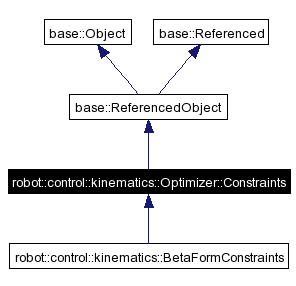 base::Object
base::Referenced
base::ReferencedObject
robot::control::kinematics::Optimizer::Constraints
robot::control::kinematics::BetaFormConstraints